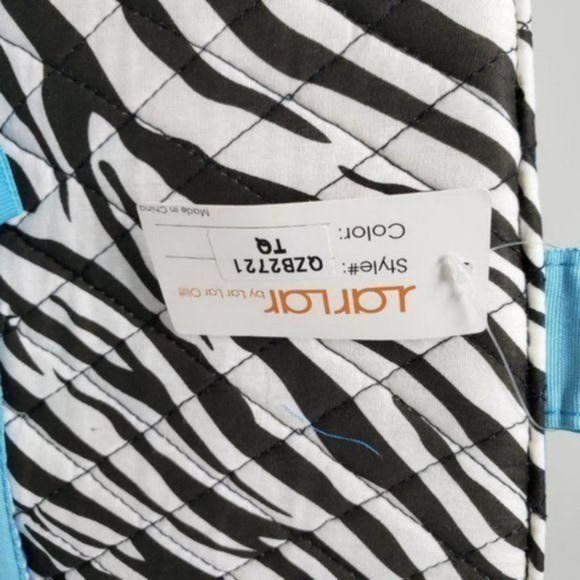 LarLar
by Lar Lar Gift
Style#: QZB2721
Color: TQ
Made in China